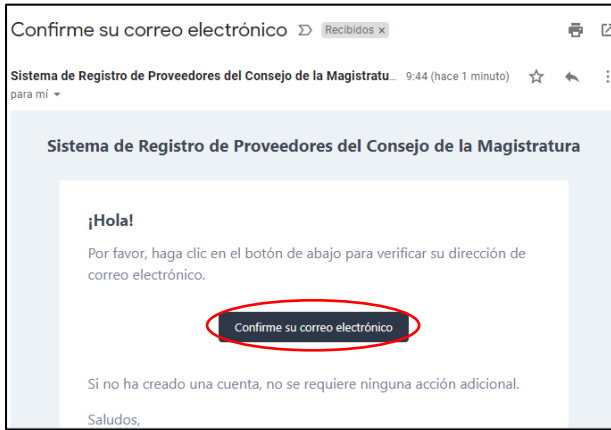 Confirme su correo electrónico Recibidos x
Sistema de Registro de Proveedores del Consejo de la Magistratu... 9:44 (hace 1 minuto)
para mí
Sistema de Registro de Proveedores del Consejo de la Magistratura
¡Hola!
Por favor, haga clic en el botón de abajo para verificar su dirección de
correo electrónico.
Confirme su correo electrónico
Si no ha creado una cuenta, no se requiere ninguna acción adicional.
Saludos,